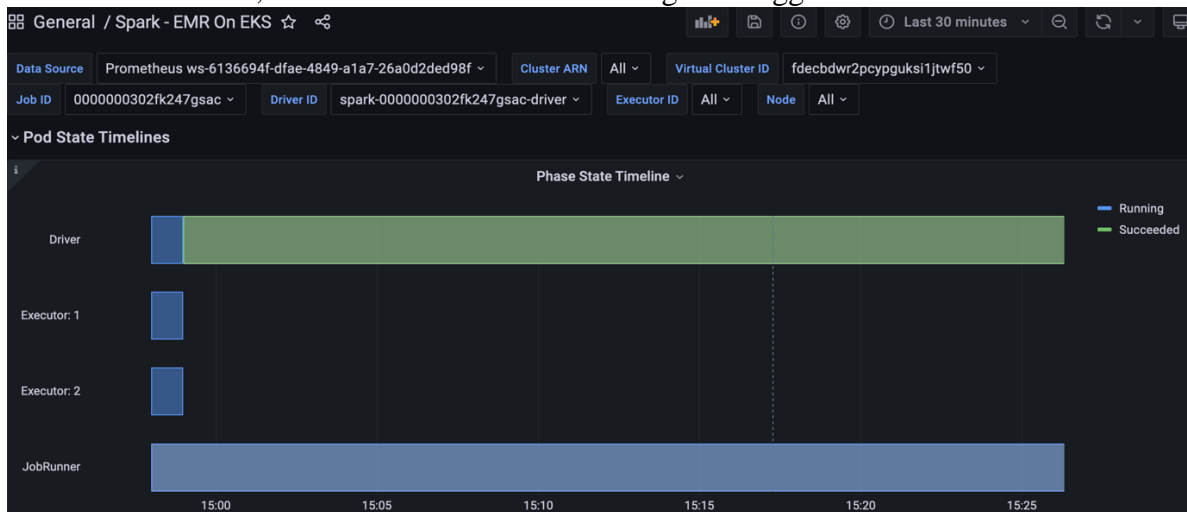 General / Spark - EMR On EKS Last 30 minutes
Data Source Prometheus ws-6136694f-dfae-4849-a1a7-26a0d2ded98f Cluster ARN All Virtual Cluster ID fdecbdwr2pcypguksi1jtwf50
Job ID 0000000302fk247gsac Driver ID spark-0000000302fk247gsac-driver Executor ID All Node All
Pod State Timelines
i
Phase State Timeline
Running
Succeeded
Driver
Executor: 1
Executor: 2
JobRunner
15:00 15:05 15:10 15:15 15:20 15:25